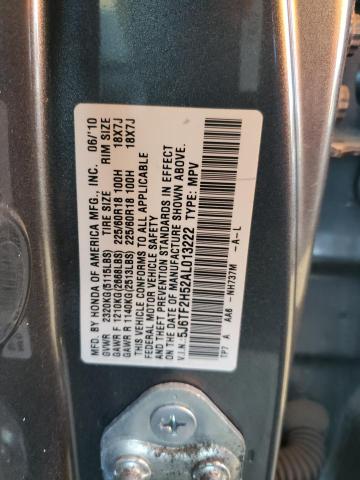 MFD. BY HONDA OF AMERICA MFG., INC. 06/'10
GVWR 2320KG(5115LBS) TIRE SIZE RIM SIZE
GAWR F 1210KG(2668LBS) 225/60R18 100H 18X7J
GAWR R 1140KG(2513LBS) 225/60R18 100H 18X7J
THIS VEHICLE CONFORMS TO ALL APPLICABLE
FEDERAL MOTOR VEHICLE SAFETY
AND THEFT PREVENTION STANDARDS IN EFFECT
ON THE DATE OF MANUFACTURE SHOWN ABOVE.
V.I.N.: 5J6TF2H52AL013222 TYPE: MPV
TP7 A AA6 -NH737M -A-L